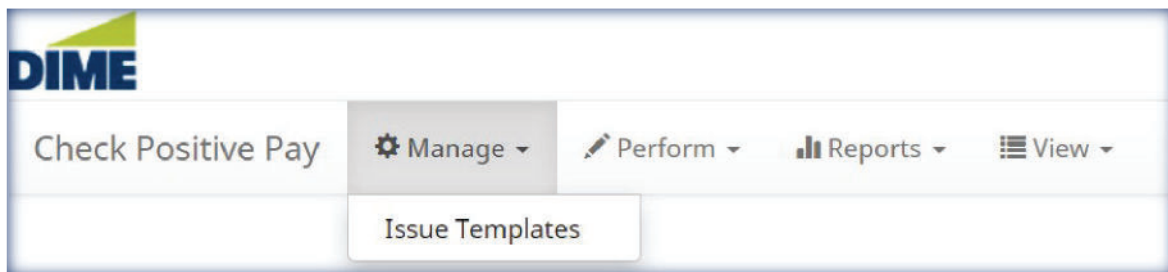 DIME
Check Positive Pay Manage Perform Reports View
Issue Templates